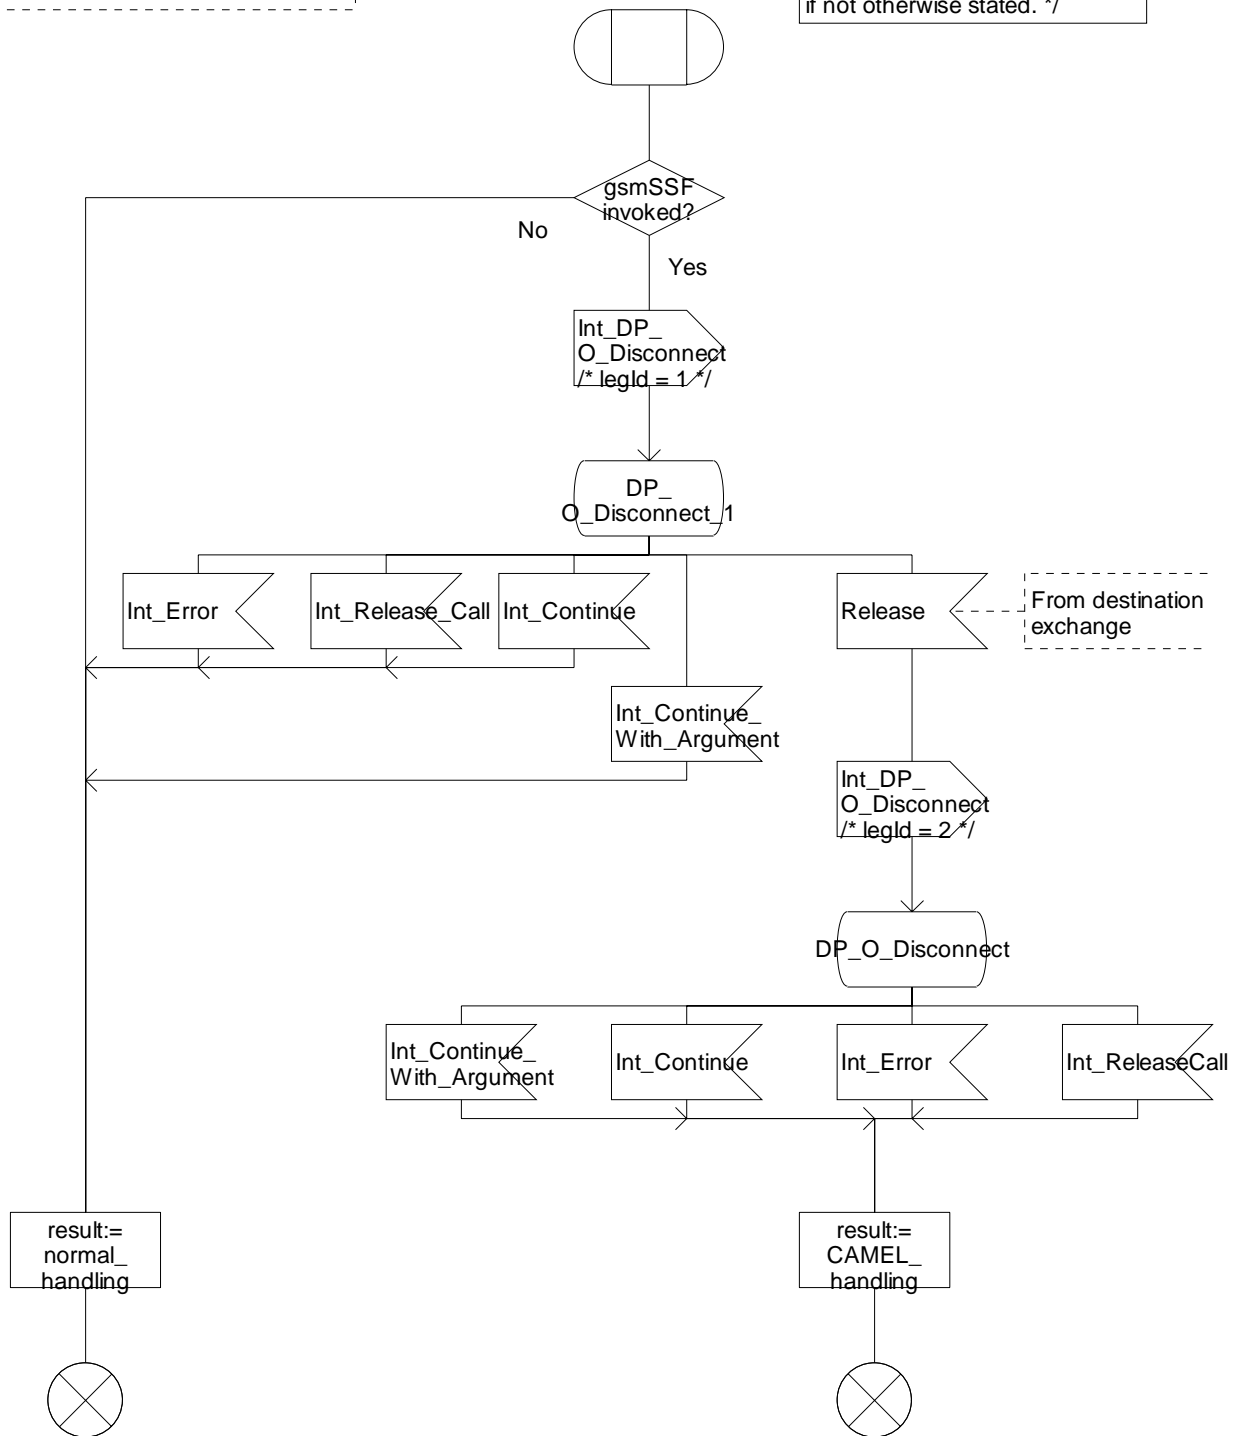 if not otherwise stated. */
gsmSSF
invoked?
No
Yes
Int_DP_
O_Disconnect
/* legId = 1 */
DP_
O_Disconnect_1
Int_Error
Int_Release_Call
Int_Continue
Release
From destination
exchange
Int_Continue_
With_Argument
Int_DP_
O_Disconnect
/* legId = 2 */
DP_O_Disconnect
Int_Continue_
With_Argument
Int_Continue
Int_Error
Int_ReleaseCall
result:=
normal_
handling
result:=
CAMEL_
handling